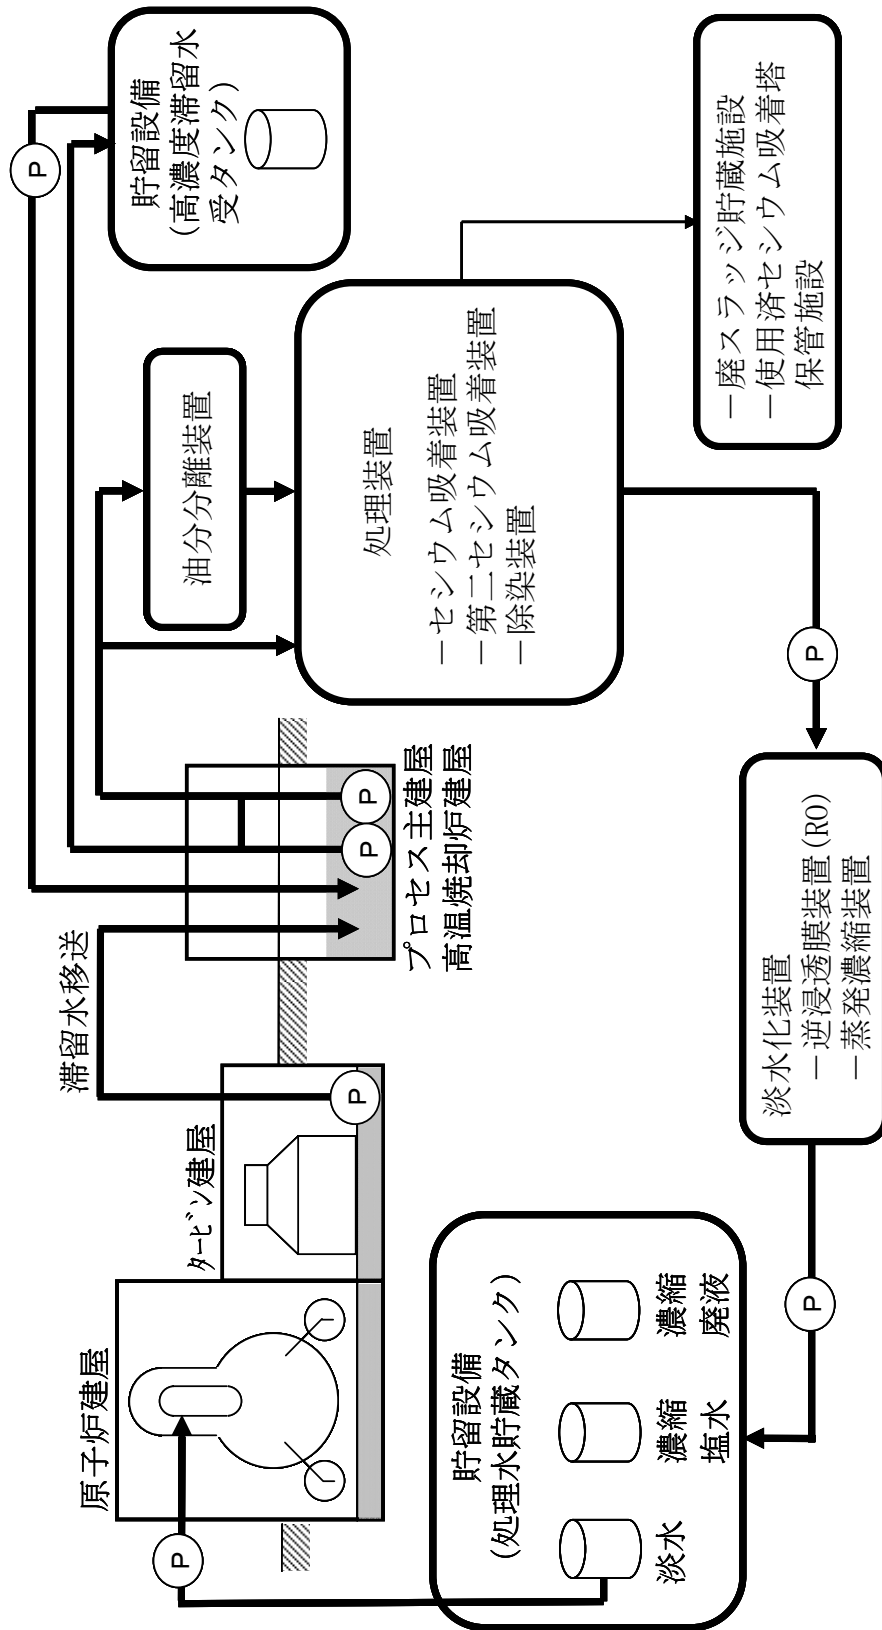 原子炉建屋
P
ﾀｰﾋﾞﾝ建屋
P
滞留水移送
プロセス主建屋
高温焼却炉建屋
P
P
油分分離装置
P
貯留設備
(高濃度滞留水
受タンク)
処理装置
－セシウム吸着装置
－第二セシウム吸着装置
－除染装置
－廃スラッジ貯蔵施設
－使用済セシウム吸着塔
保管施設
P
淡水化装置
－逆浸透膜装置(RO)
－蒸発濃縮装置
P
貯留設備
(処理水貯蔵タンク)
淡水
濃縮
塩水
濃縮
廃液
P